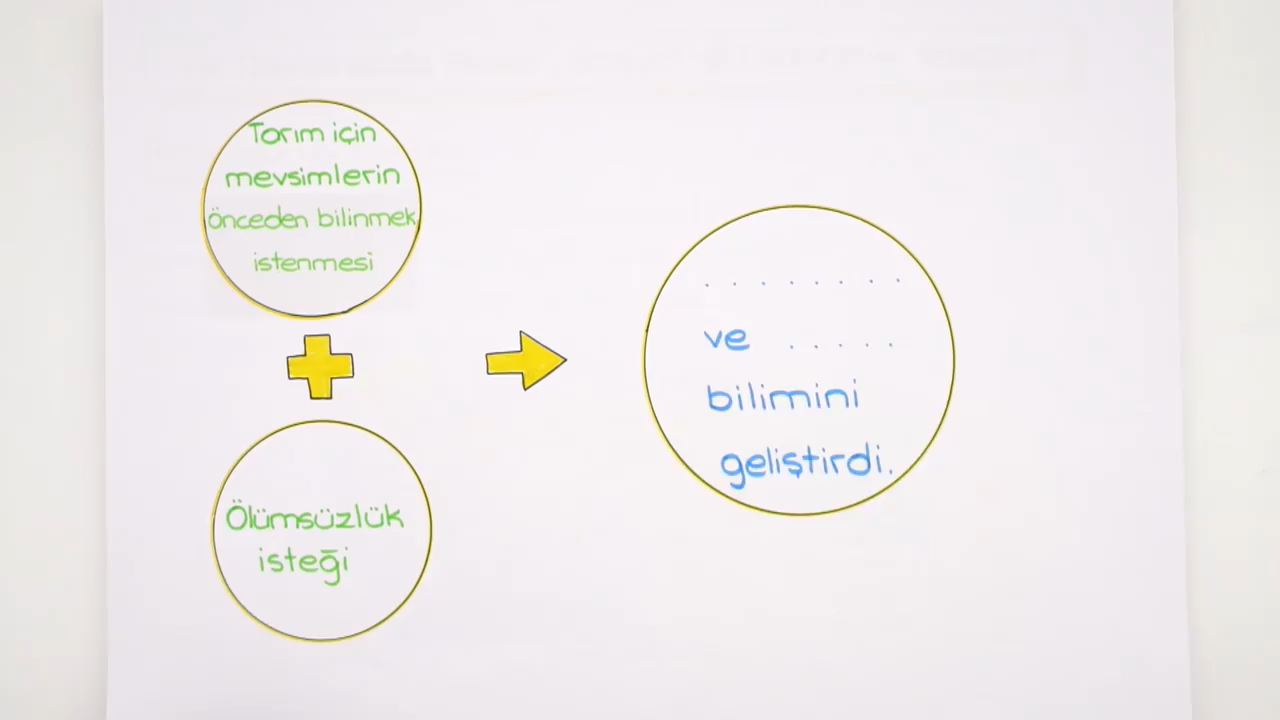 Tarım için
mevsimlerin
önceden bilinmek
istenmesi
Ölümsüzlük
isteği
. . . . . . . .
ve . . . . .
bilimini
geliştirdi.